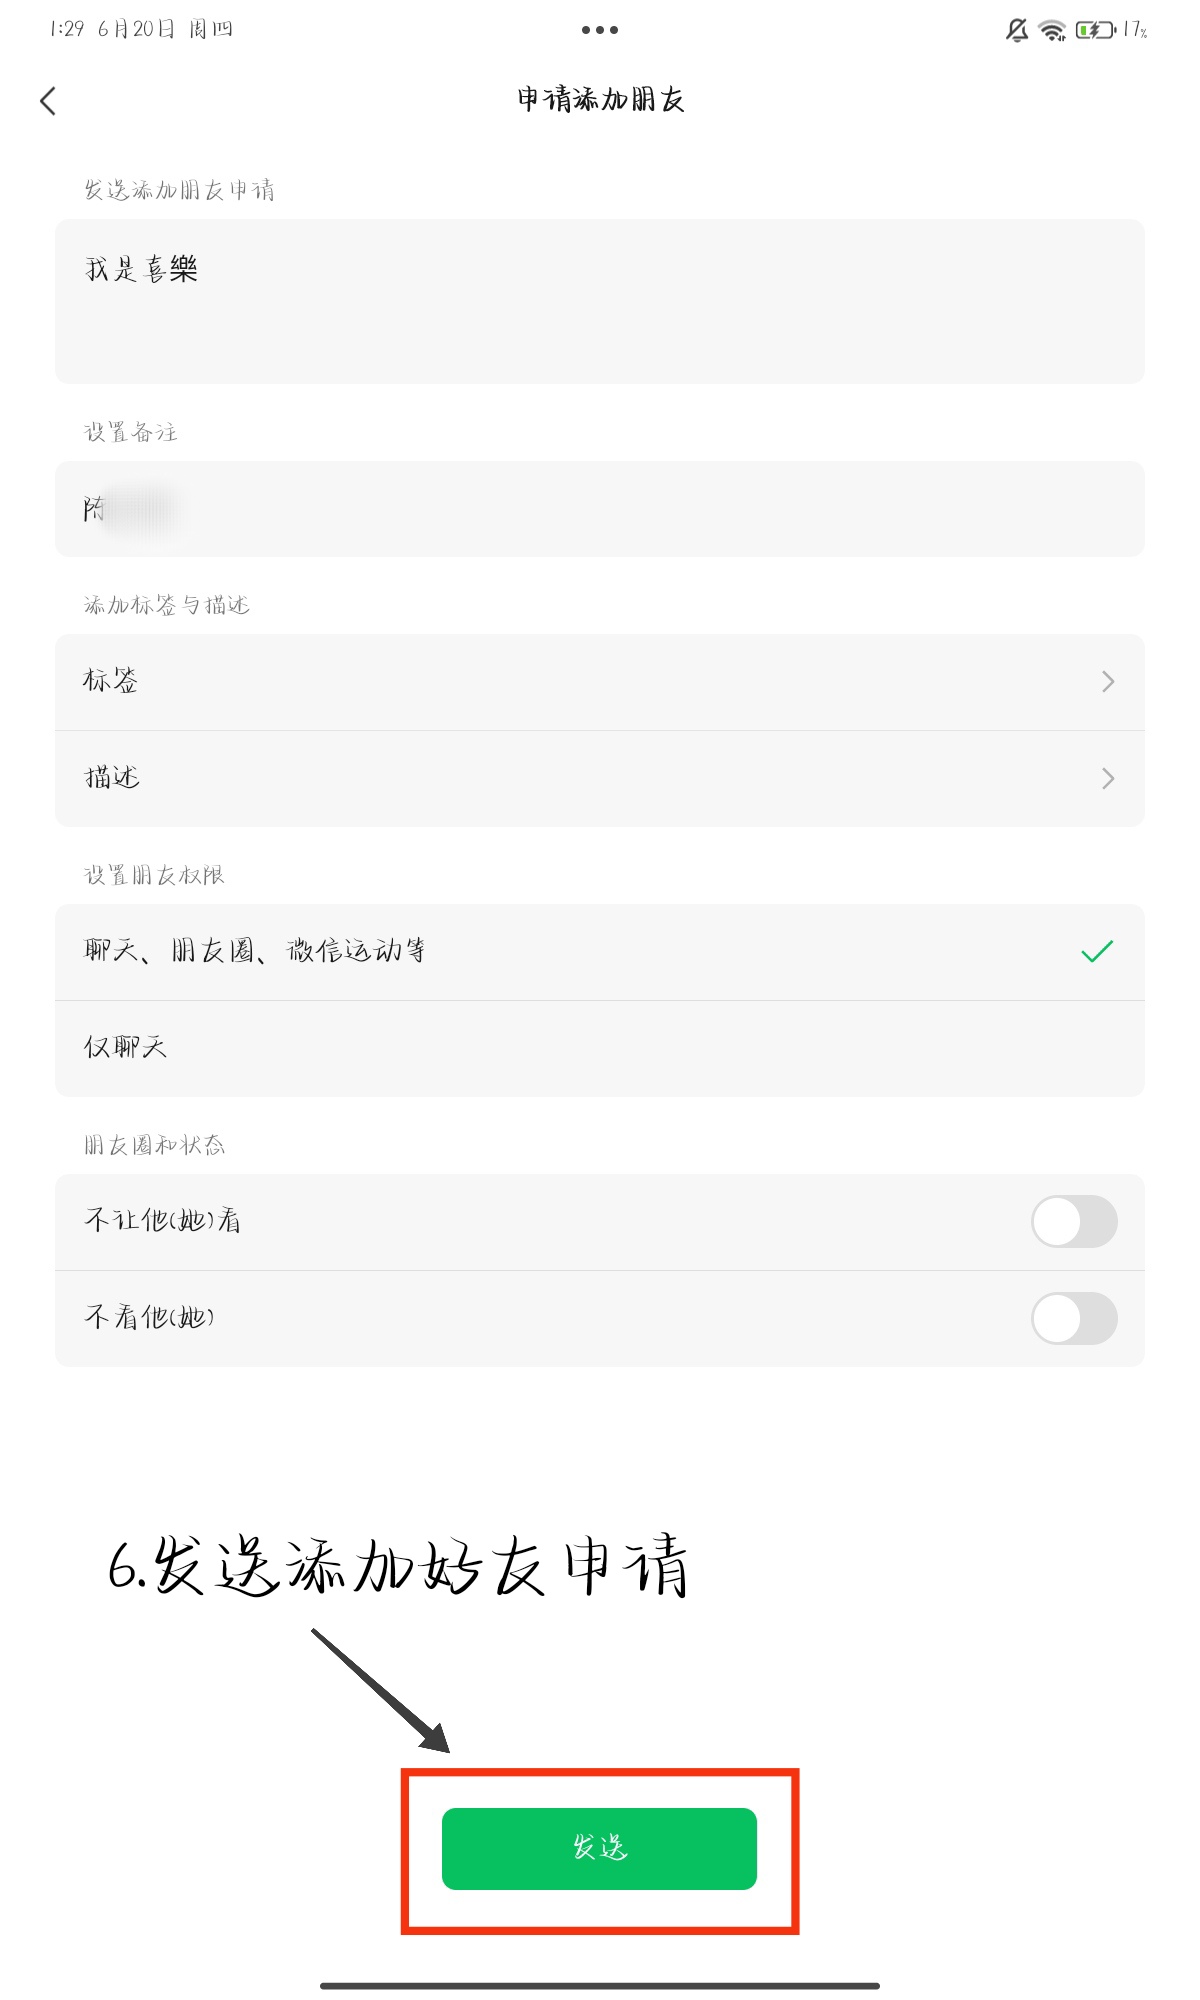 1:29 6月20日 周四
17%
申请添加朋友
发送添加朋友申请
我是喜樂
设置备注
陈
添加标签与描述
标签
描述
设置朋友权限
聊天、朋友圈、微信运动等
仅聊天
朋友圈和状态
不让他(她)看
不看他(她)
6.发送添加好友申请
发送